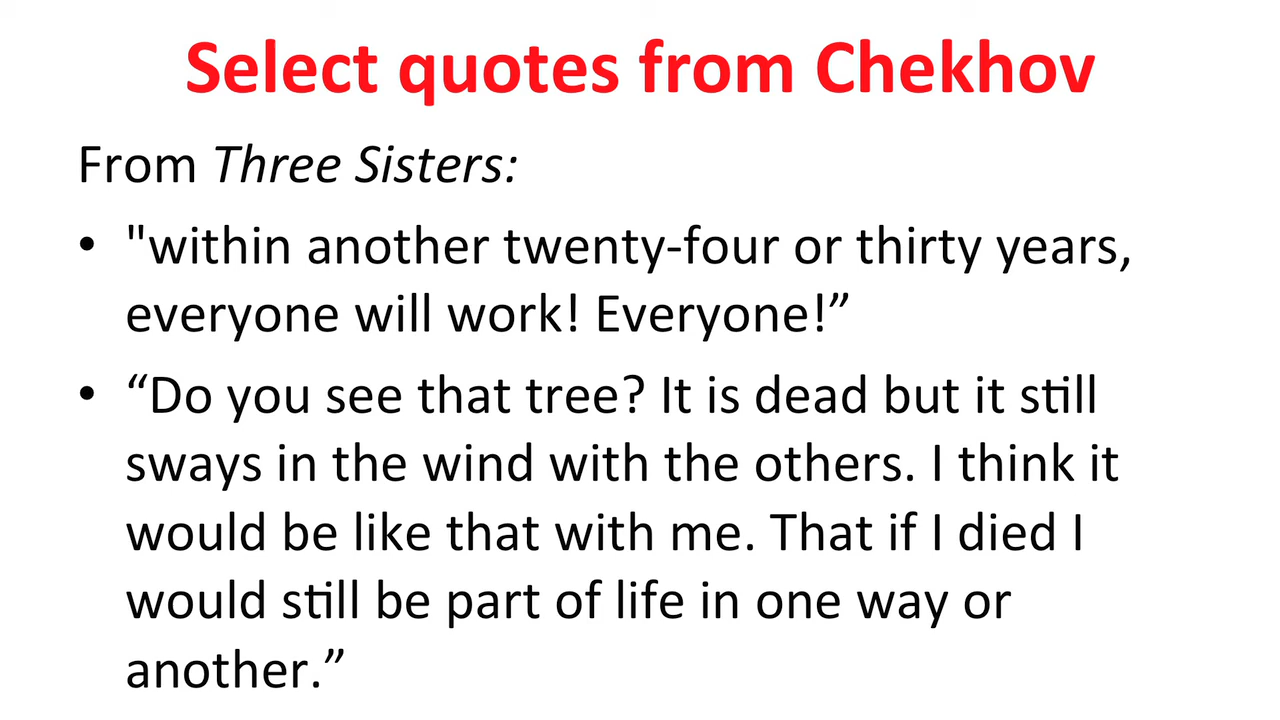 Select quotes from Chekhov
From Three Sisters:
• "within another twenty-four or thirty years,
everyone will work! Everyone!”
• “Do you see that tree? It is dead but it still
sways in the wind with the others. I think it
would be like that with me. That if I died I
would still be part of life in one way or
another.”